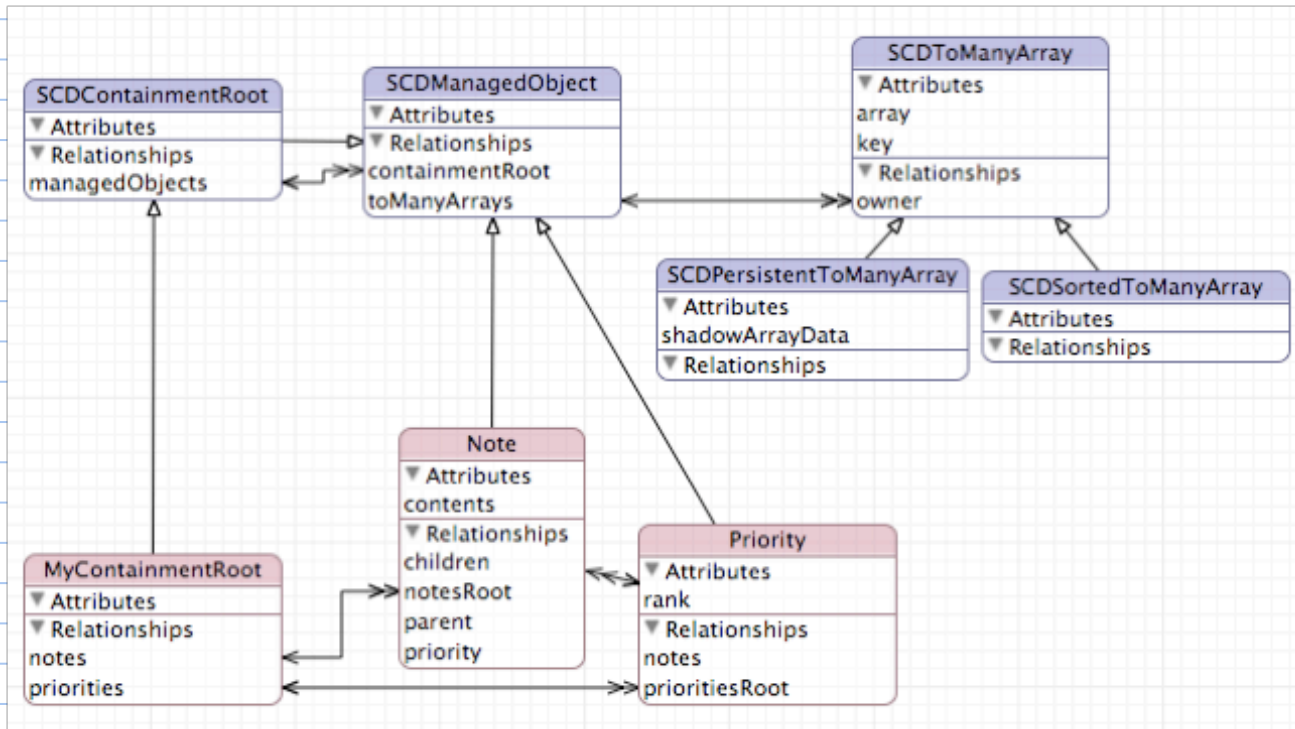 SCDContainmentRoot
Attributes
Relationships
managedObjects
SCDManagedObject
Attributes
Relationships
containmentRoot
toManyArrays
SCDToManyArray
Attributes
array
key
Relationships
owner
SCDPersistentToManyArray
Attributes
shadowArrayData
Relationships
SCDSortedToManyArray
Attributes
Relationships
Note
Attributes
contents
Relationships
children
notesRoot
parent
priority
Priority
Attributes
rank
Relationships
notes
prioritiesRoot
MyContainmentRoot
Attributes
Relationships
notes
priorities